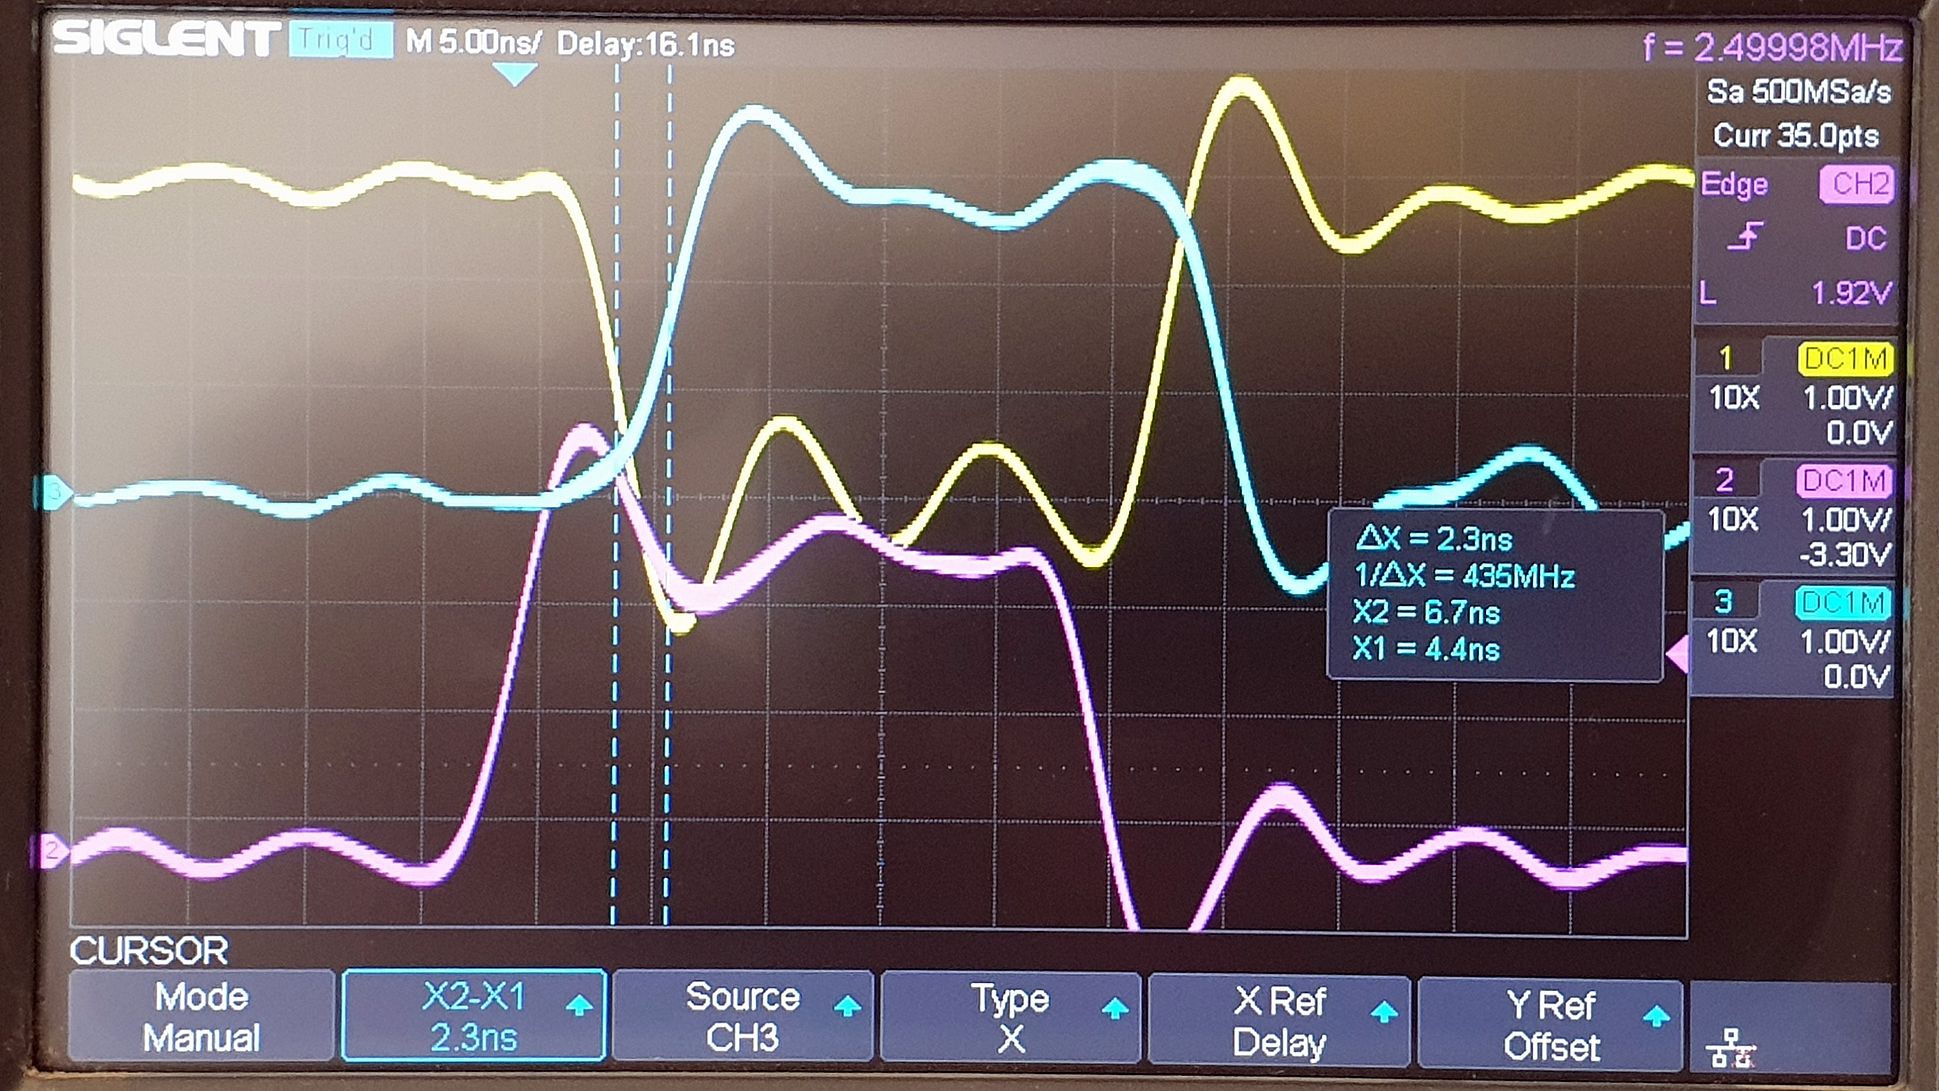 SIGLENT Trig'd M 5.00ns/ Delay:16.1ns f = 2.49998MHz
Sa 500MSa/s
Curr 35.0pts
Edge CH2
DC
L 1.92V
1 DC1M
10X 1.00V/
0.0V
2 DC1M
10X 1.00V/
-3.30V
3 DC1M
10X 1.00V/
0.0V
3
2
ΔX = 2.3ns
1/ΔX = 435MHz
X2 = 6.7ns
X1 = 4.4ns
CURSOR
Mode
Manual
X2-X1
2.3ns
Source
CH3
Type
X
X Ref
Delay
Y Ref
Offset